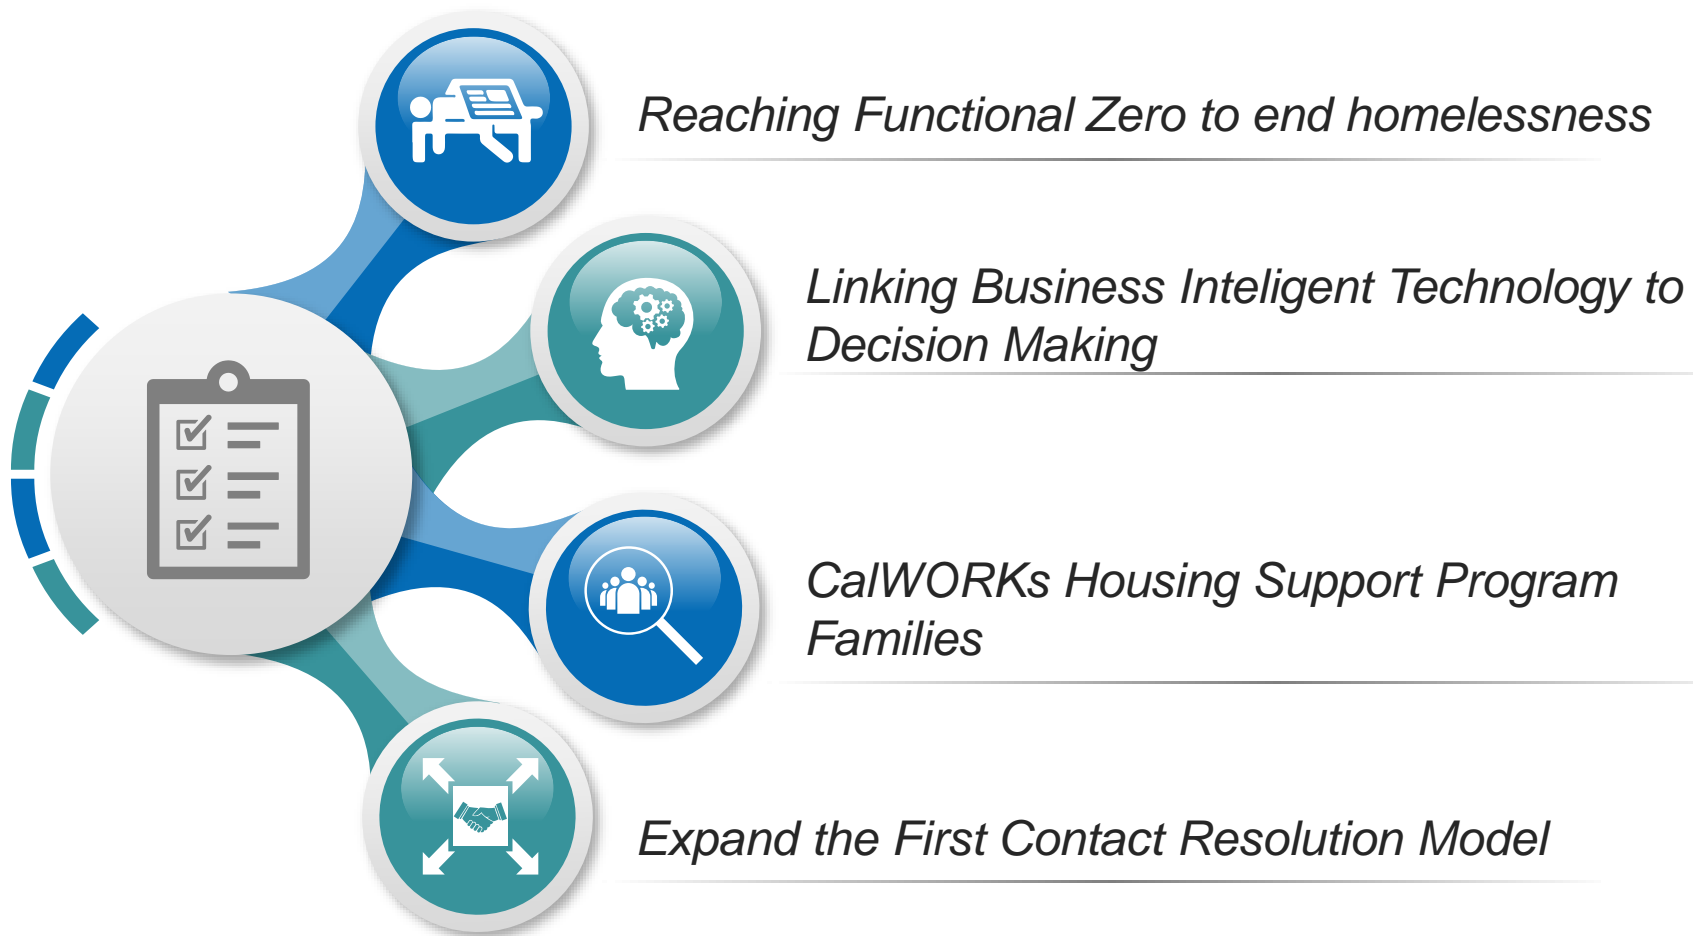 Reaching Functional Zero to end homelessness
Linking Business Inteligent Technology to
Decision Making
CalWORKs Housing Support Program
Families
Expand the First Contact Resolution Model